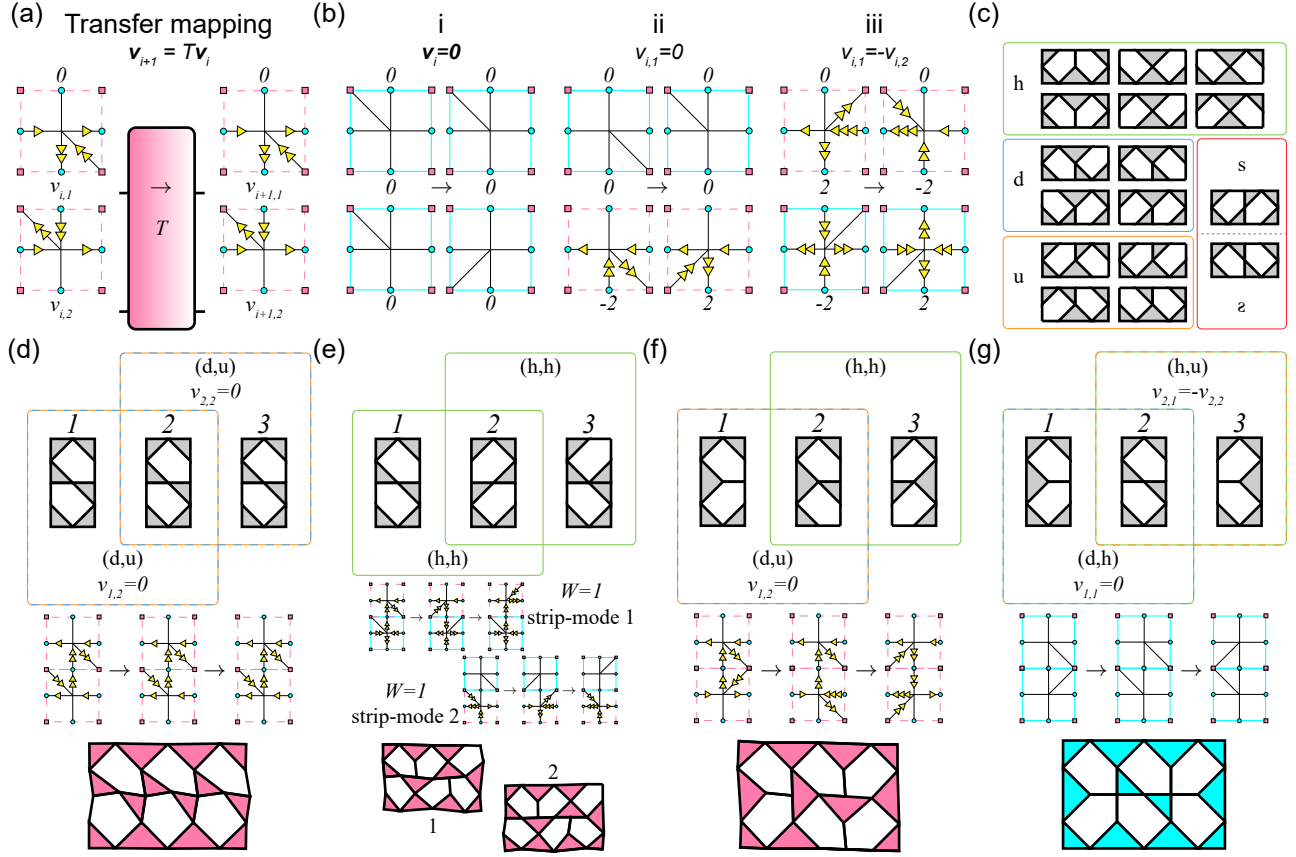 (a) Transfer mapping
v_{i+1} = Tv_i
0 0
v_{i,1} → v_{i+1,1}
T
v_{i,2} v_{i+1,2}
(b) i ii iii
v_i=0 v_{i,1}=0 v_{i,1}=-v_{i,2}
0 0 0 0 0 0
0 → 0 0 → 0 2 → -2
0 0 -2 2 -2 2
(c)
h
d
u
s
s
(d)
(d,u)
v_{2,2}=0
1 2 3
(d,u)
v_{1,2}=0
→ →
(e)
(h,h)
1 2 3
(h,h)
→ →
W=1
strip-mode 1
→ →
W=1
strip-mode 2
1
2
(f)
(h,h)
1 2 3
(d,u)
v_{1,2}=0
→ →
(g)
(h,u)
v_{2,1}=-v_{2,2}
1 2 3
(d,h)
v_{1,1}=0
→ →